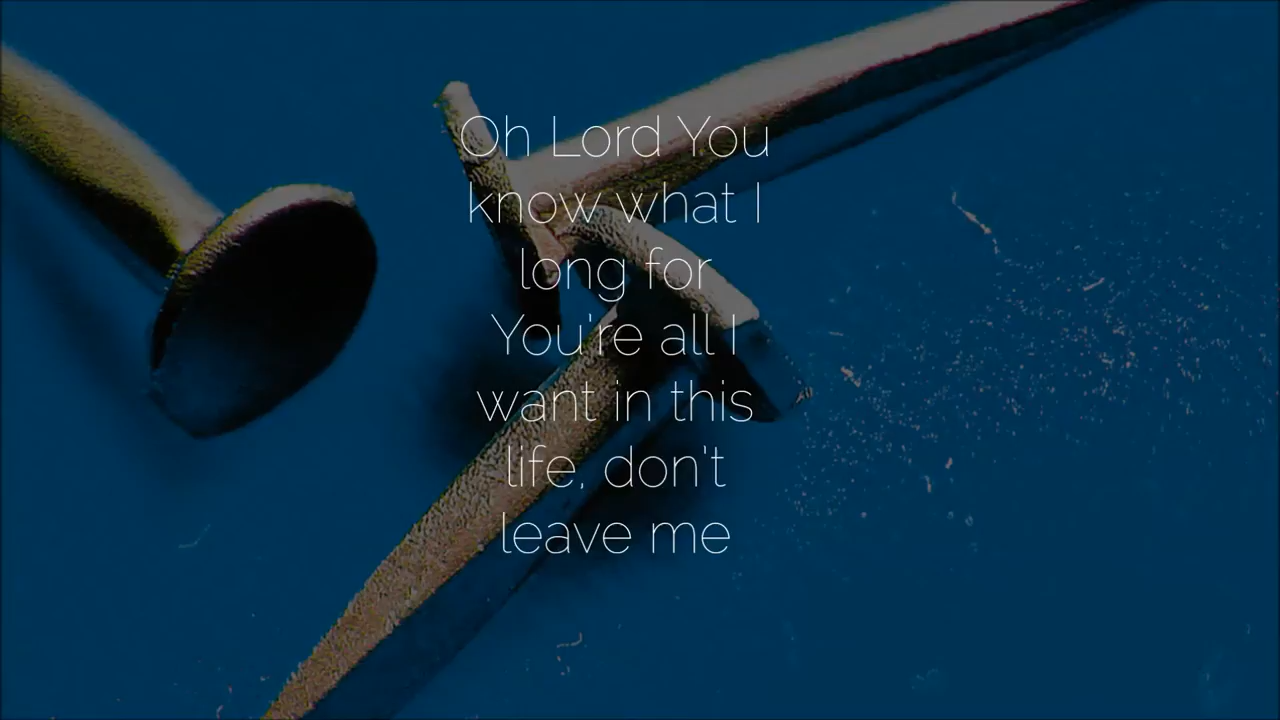 Oh Lord You
know what I
long for
You're all I
want in this
life, don't
leave me